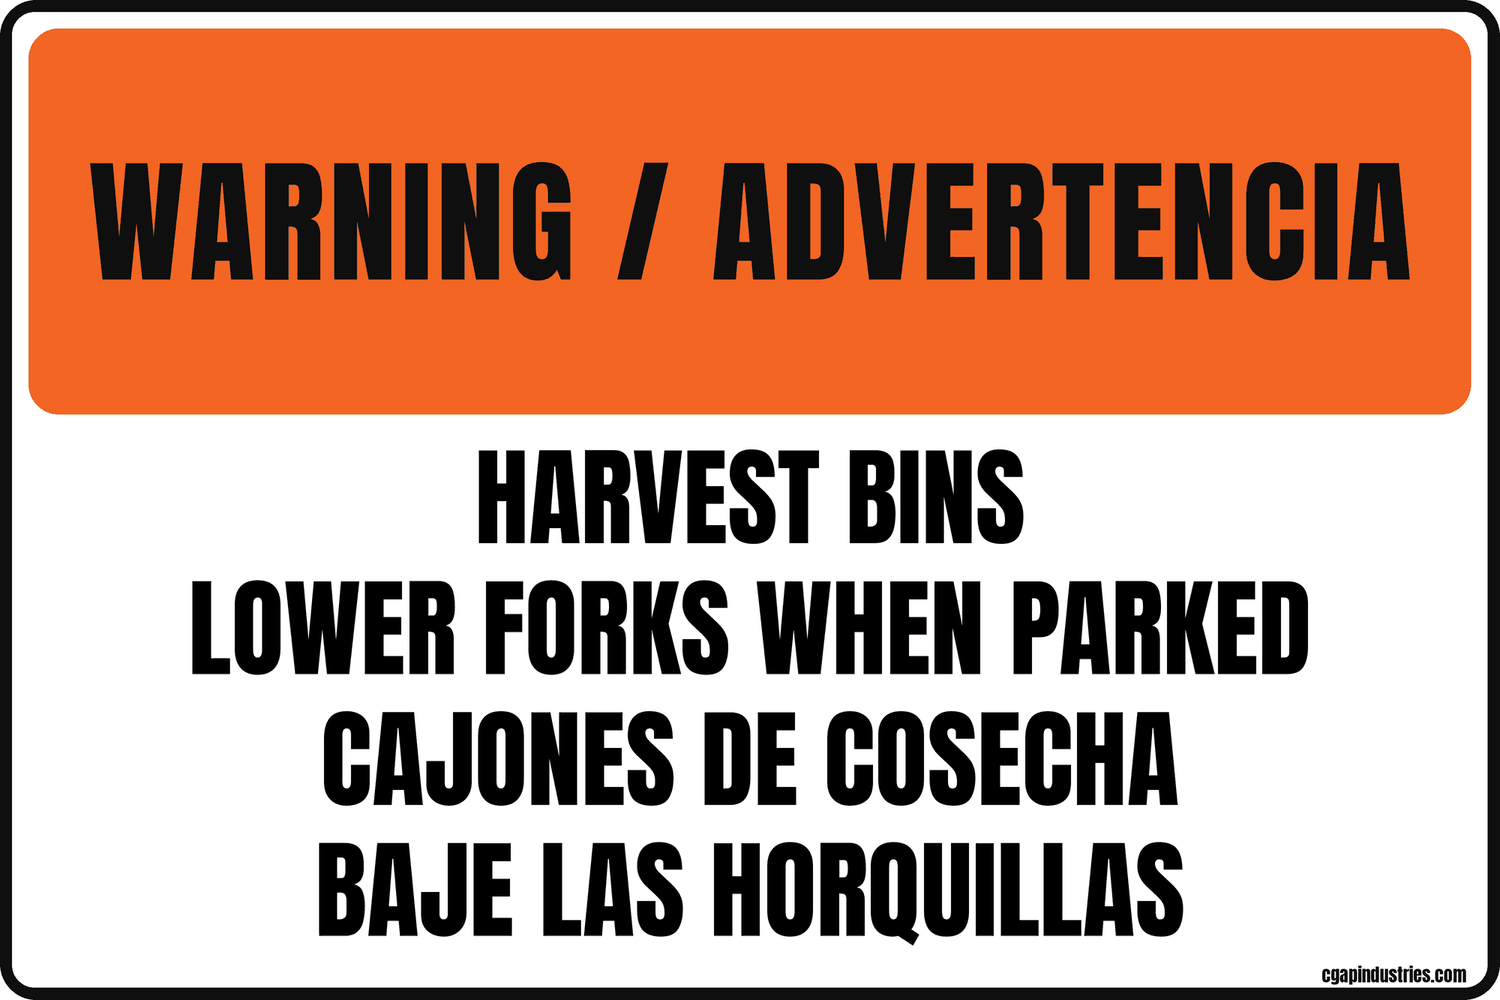 WARNING / ADVERTENCIA
HARVEST BINS
LOWER FORKS WHEN PARKED
CAJONES DE COSECHA
BAJE LAS HORQUILLAS
cgapindustries.com